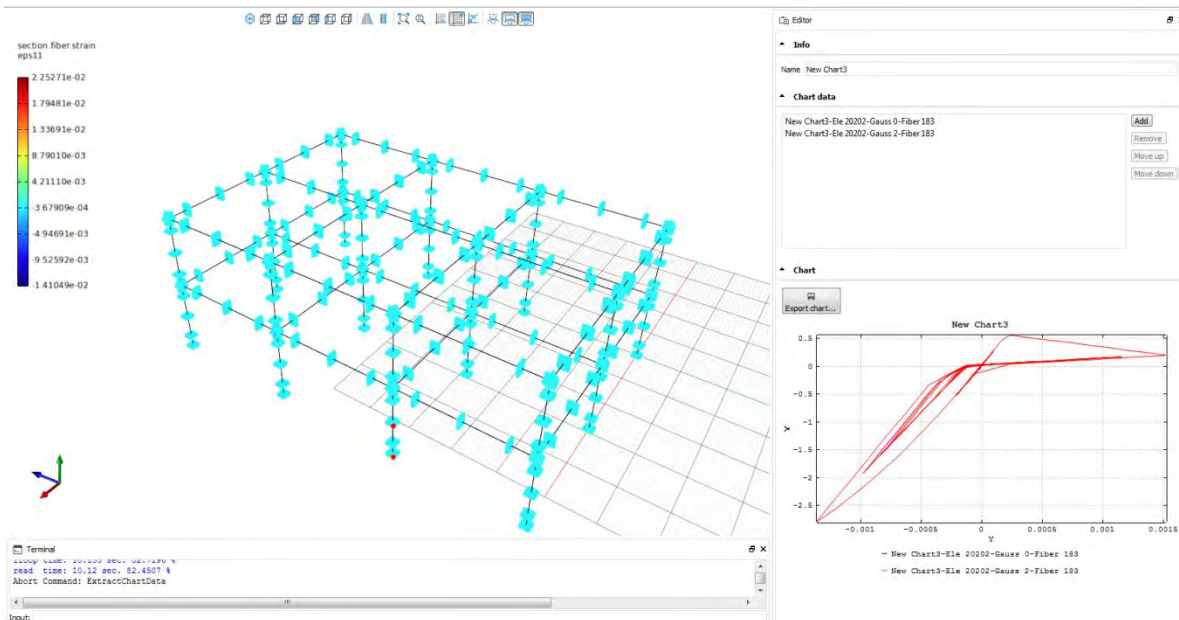 section.fiber.strain
eps11
2.25271e-02
1.79481e-02
1.33691e-02
8.79010e-03
4.21110e-03
-3.67909e-04
-4.94691e-03
-9.52592e-03
-1.41049e-02
Terminal
read time: 10.12 sec. 82.4507 %
Abort Command: ExtractChartData
Input:
Editor
Info
Name New Chart3
Chart data
New Chart3-Ele 20202-Gauss 0-Fiber 183
New Chart3-Ele 20202-Gauss 2-Fiber 183
Add
Remove
Move up
Move down
Chart
Export chart...
New Chart3
0.5
0
-0.5
-1
-1.5
-2
-2.5
Y
-0.001
-0.0005
0
0.0005
0.001
0.0015
Y
New Chart3-Ele 20202-Gauss 0-Fiber 183
New Chart3-Ele 20202-Gauss 2-Fiber 183